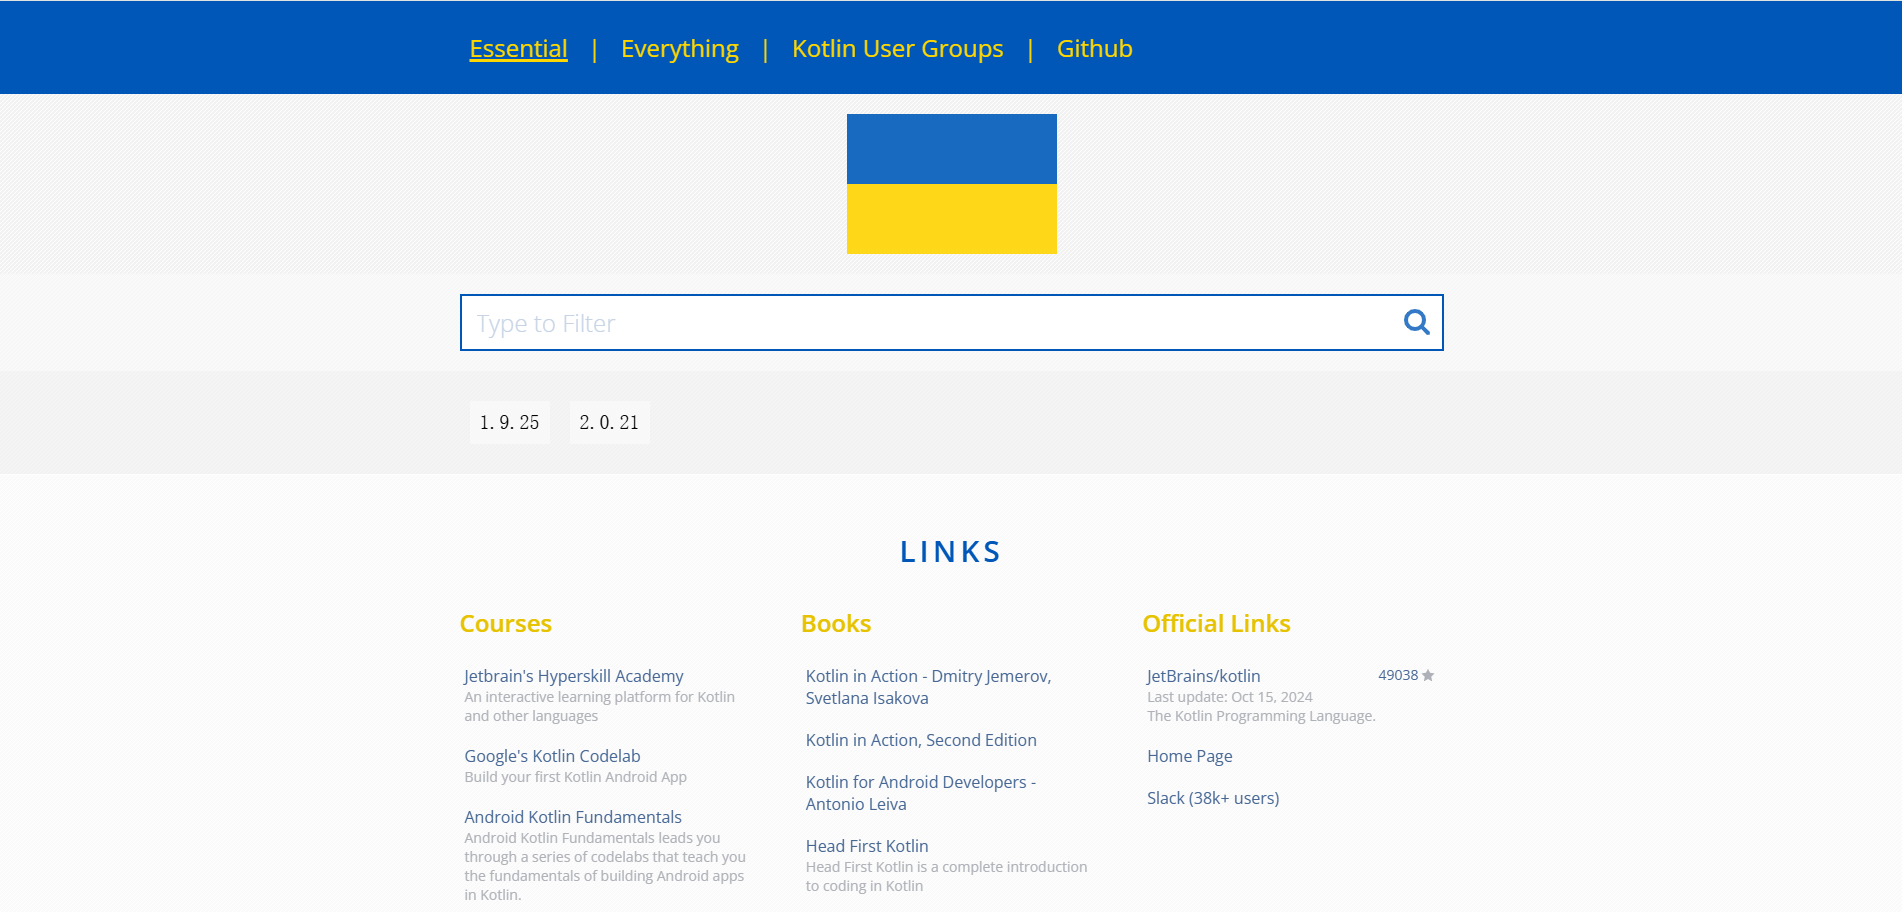 Essential | Everything | Kotlin User Groups | Github
Type to Filter
1.9.25 2.0.21
LINKS
Courses
Jetbrain's Hyperskill Academy
An interactive learning platform for Kotlin
and other languages
Google's Kotlin Codelab
Build your first Kotlin Android App
Android Kotlin Fundamentals
Android Kotlin Fundamentals leads you
through a series of codelabs that teach you
the fundamentals of building Android apps
in Kotlin.
Books
Kotlin in Action - Dmitry Jemerov,
Svetlana Isakova
Kotlin in Action, Second Edition
Kotlin for Android Developers -
Antonio Leiva
Head First Kotlin
Head First Kotlin is a complete introduction
to coding in Kotlin
Official Links
JetBrains/kotlin 49038
Last update: Oct 15, 2024
The Kotlin Programming Language.
Home Page
Slack (38k+ users)